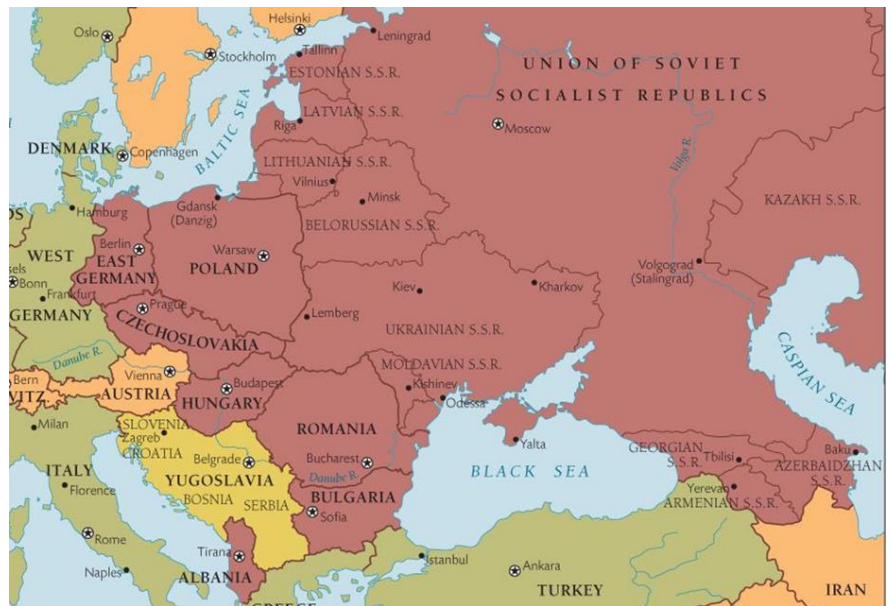 Helsinki
Oslo
Leningrad
Tallinn
Stockholm
ESTONIAN S.S.R.
UNION OF SOVIET
SOCIALIST REPUBLICS
BALTIC SEA
LATVIAN S.S.R.
Riga
Moscow
DENMARK
Copenhagen
Volga R.
LITHUANIAN S.S.R.
Vilnius
Minsk
KAZAKH S.S.R.
Gdansk
(Danzig)
Hamburg
BELORUSSIAN S.S.R.
WEST
GERMANY
Berlin
EAST
GERMANY
Warsaw
POLAND
Volgograd
(Stalingrad)
Bonn
Frankfurt
Kiev
Kharkov
Prague
CZECHOSLOVAKIA
Lemberg
UKRAINIAN S.S.R.
CASPIAN SEA
Danube R.
MOLDAVIAN S.S.R.
Bern
Vienna
AUSTRIA
Budapest
HUNGARY
Kishinev
Odessa
Milan
SLOVENIA
Zagreb
CROATIA
ROMANIA
Yalta
GEORGIAN
S.S.R.
Tbilisi
Baku
AZERBAIDZHAN
S.S.R.
ITALY
Belgrade
YUGOSLAVIA
BOSNIA
SERBIA
Bucharest
Danube R.
BLACK SEA
Yerevan
ARMENIAN S.S.R.
Florence
BULGARIA
Sofia
Rome
Tirana
ALBANIA
Istanbul
Ankara
Naples
TURKEY
IRAN
GREECE